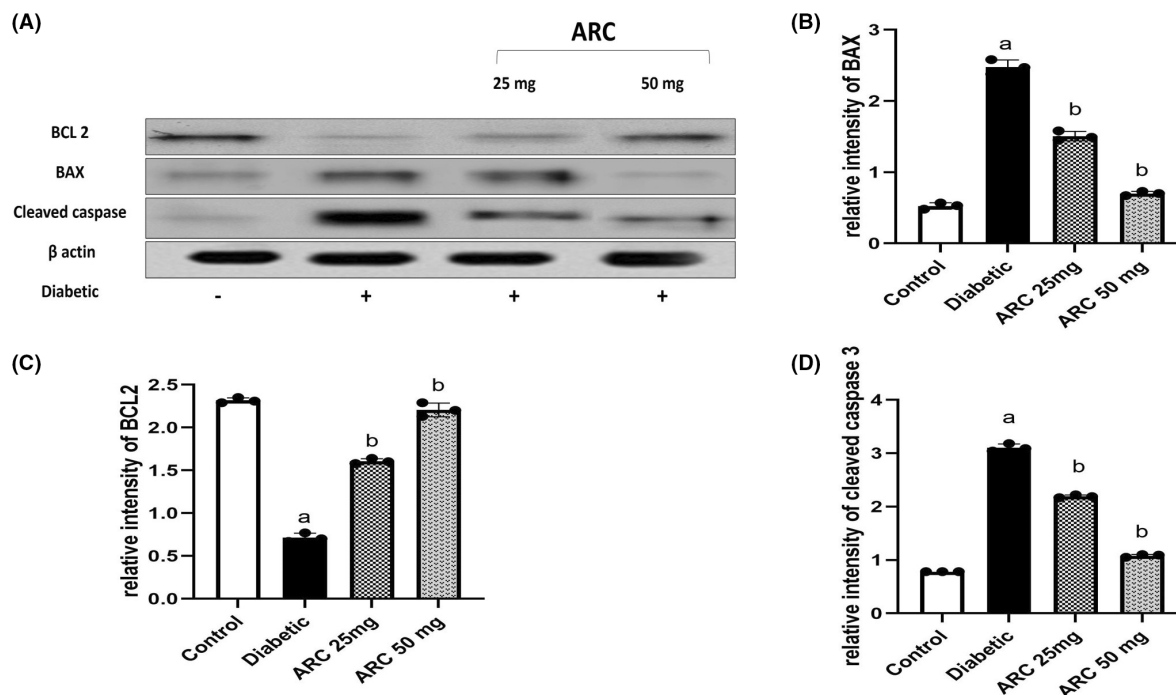 (A)
ARC
25 mg 50 mg
BCL 2
BAX
Cleaved caspase
β actin
Diabetic - + + +
(B)
relative intensity of BAX
3
2
1
0
a
b
b
Control
Diabetic
ARC 25mg
ARC 50 mg
(C)
relative intensity of BCL2
2.5
2.0
1.5
1.0
0.5
0.0
a
b
b
Control
Diabetic
ARC 25mg
ARC 50 mg
(D)
relative intensity of cleaved caspase 3
4
3
2
1
0
a
b
b
Control
Diabetic
ARC 25mg
ARC 50 mg